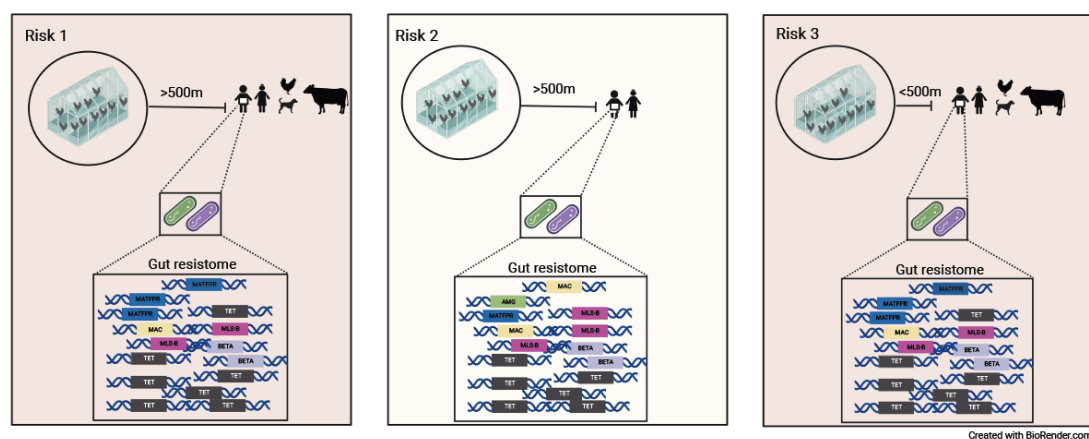 Risk 1
>500m
Gut resistome
MATFPR
MATFPR
MATFPR
TET
MAC
MLS-B
MLS-B
BETA
TET
BETA
TET
TET
TET
TET
TET
Risk 2
>500m
Gut resistome
MAC
AMG
MATFPR
MLS-B
MAC
MLS-B
MLS-B
BETA
TET
BETA
TET
TET
TET
TET
TET
Risk 3
<500m
Gut resistome
MATFPR
MATFPR
MATFPR
TET
MAC
MLS-B
MLS-B
BETA
TET
BETA
TET
TET
TET
TET
TET
Created with BioRender.com